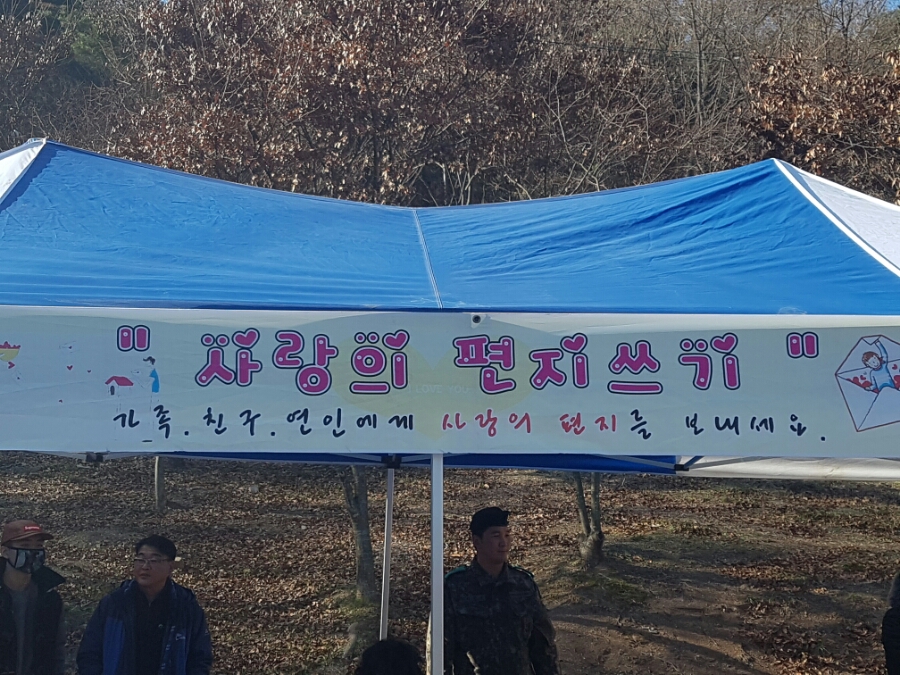 " 사랑의 편지쓰기 "
가족. 친구. 연인에게 사랑의 편지를 보내세요.